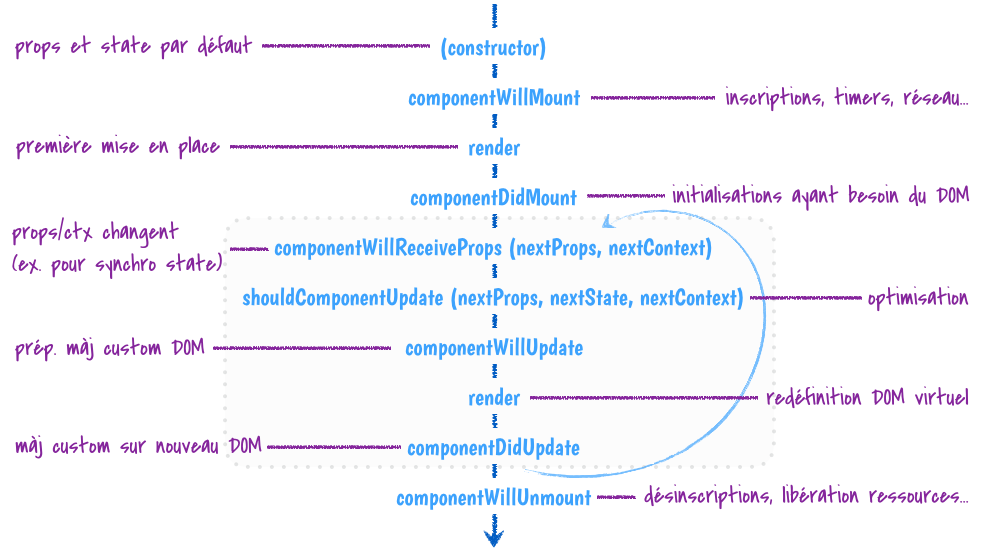 props et state par défaut (constructor)
componentWillMount inscriptions, timers, réseau...
première mise en place render
componentDidMount initialisations ayant besoin du DOM
props/ctx changent
(ex. pour synchro state) componentWillReceiveProps (nextProps, nextContext)
shouldComponentUpdate (nextProps, nextState, nextContext) optimisation
prép. màj custom DOM componentWillUpdate
render redéfinition DOM virtuel
màj custom sur nouveau DOM componentDidUpdate
componentWillUnmount désinscriptions, libération ressources...